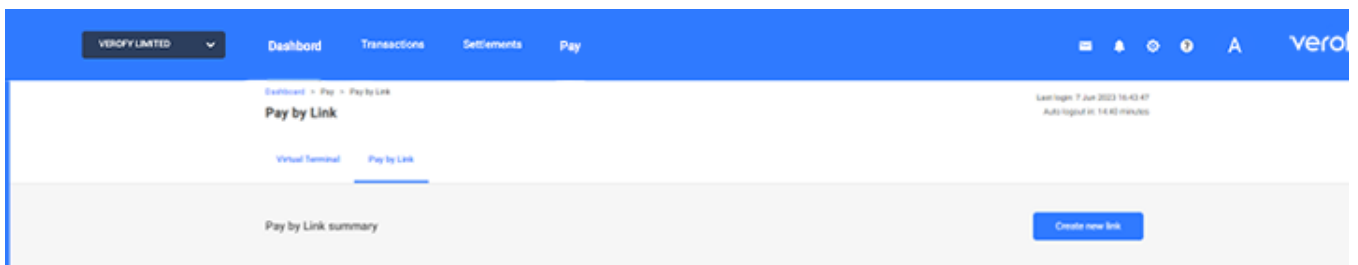 VEROFY LIMITED
Dashbord Transactions Settlements Pay
A
verof
Dashboard > Pay > Pay by Link
Last login: 7 Jun 2023 16:43:47
Pay by Link
Auto logout in: 14:40 minutes
Virtual Terminal Pay by Link
Pay by Link summary
Create new link